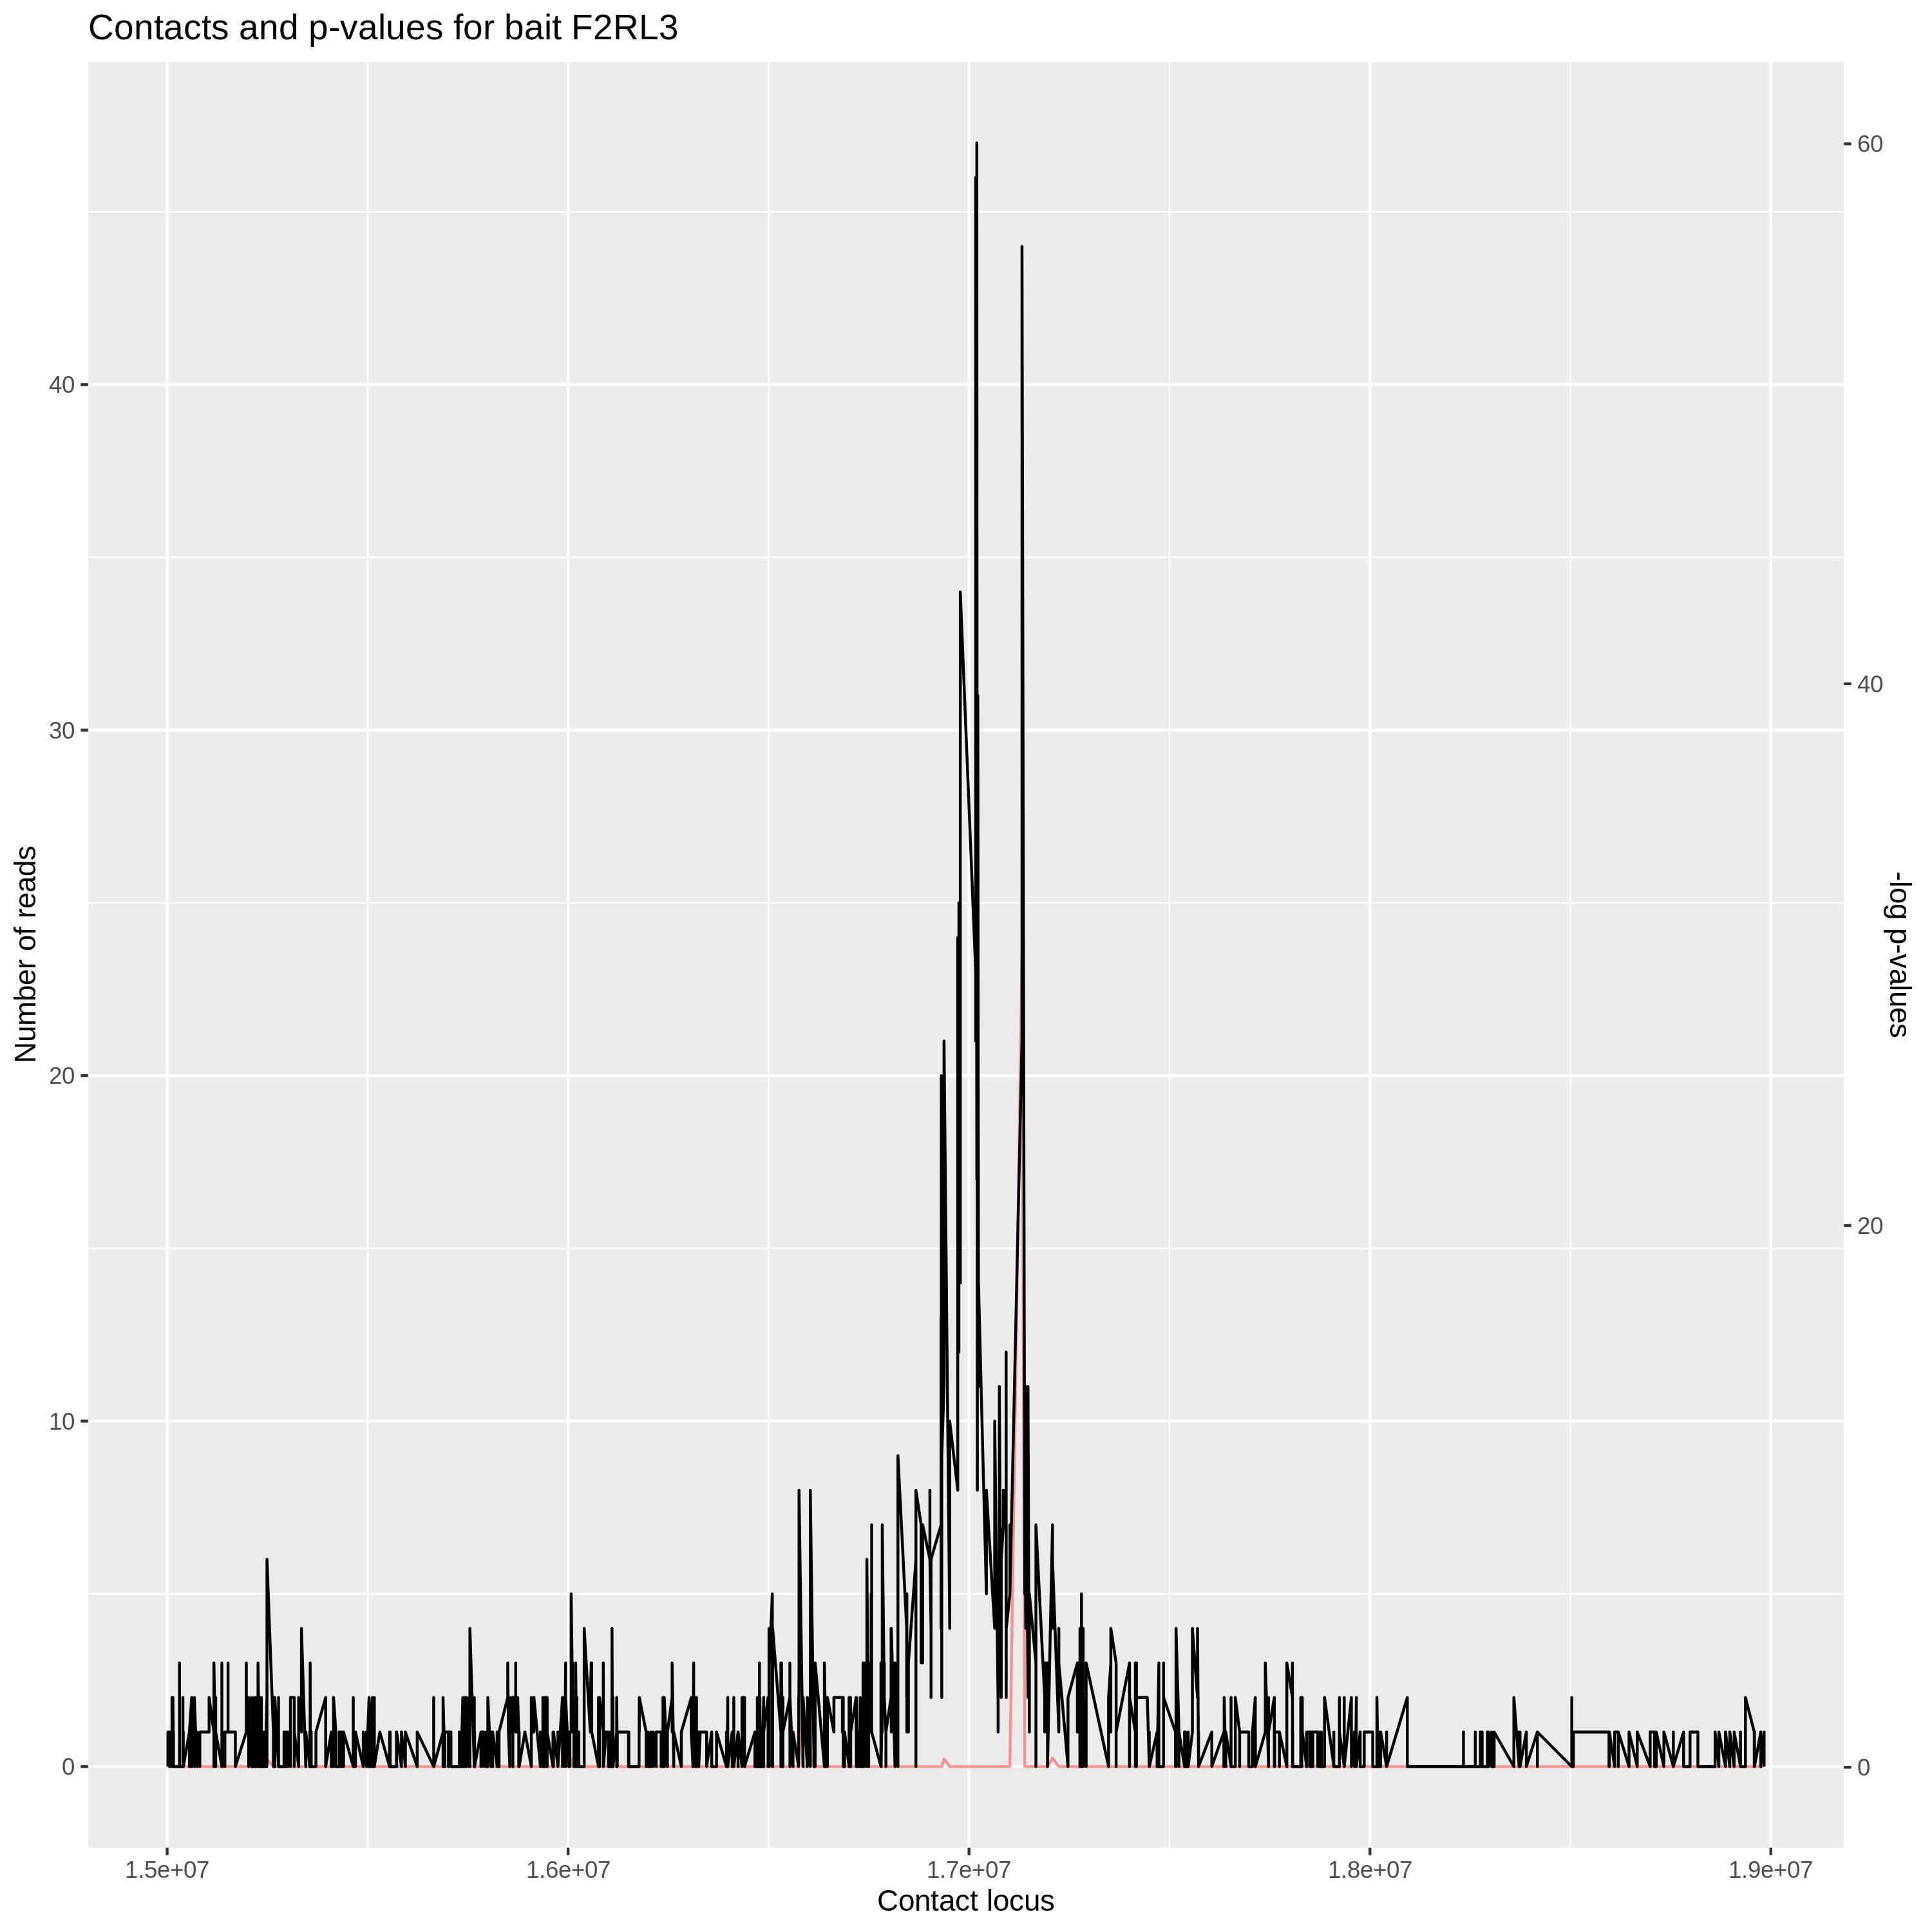 Contacts and p-values for bait F2RL3
60
40
40
30
20
20
10
0
0
Number of reads
-log p-values
1.5e+07
1.6e+07
1.7e+07
1.8e+07
1.9e+07
Contact locus